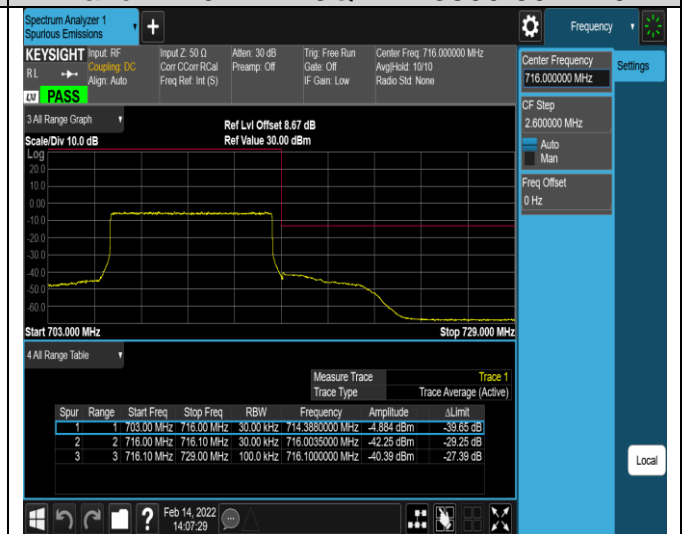 Spectrum Analyzer 1
Spurious Emissions
Frequency
KEYSIGHT
Input: RF
Coupling: DC
Align: Auto
Input Z: 50 Ω
Corr CCorr RCal
Freq Ref: Int (S)
Atten: 30 dB
Preamp: Off
Trig: Free Run
Gate: Off
IF Gain: Low
Center Freq: 716.000000 MHz
Avg|Hold: 10/10
Radio Std: None
R L
LXI PASS
Center Frequency
716.000000 MHz
Settings
CF Step
2.600000 MHz
Auto
Man
Freq Offset
0 Hz
3 All Range Graph
Scale/Div 10.0 dB
Ref Lvl Offset 8.67 dB
Ref Value 30.00 dBm
Log
20.0
10.0
0.00
-10.0
-20.0
-30.0
-40.0
-50.0
-60.0
Start 703.000 MHz Stop 729.000 MHz
4 All Range Table
Measure Trace Trace 1
Trace Type Trace Average (Active)
Spur Range Start Freq Stop Freq RBW Frequency Amplitude ΔLimit
1 1 703.00 MHz 716.00 MHz 30.00 kHz 714.3880000 MHz -4.884 dBm -39.65 dB
2 2 716.00 MHz 716.10 MHz 30.00 kHz 716.0035000 MHz -42.25 dBm -29.25 dB
3 3 716.10 MHz 729.00 MHz 100.0 kHz 716.1000000 MHz -40.39 dBm -27.39 dB
Local
?
Feb 14, 2022
14:07:29